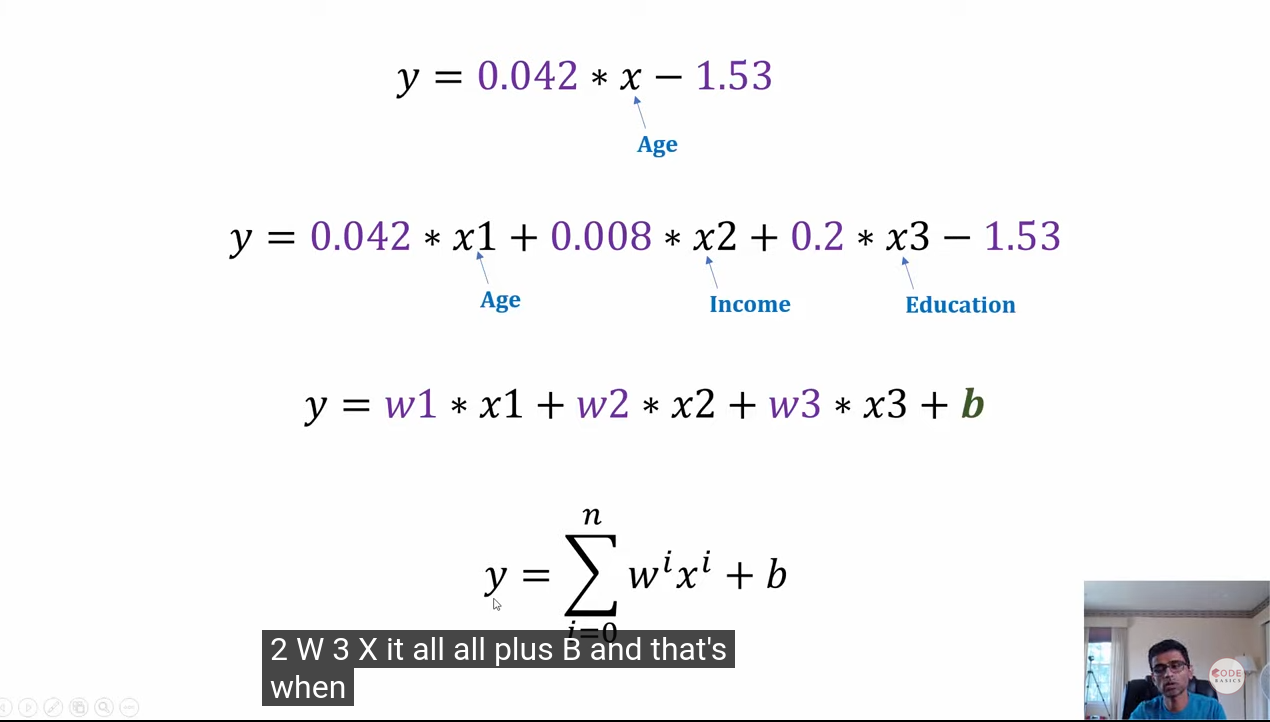 y = 0.042 ∗ x − 1.53
Age
y = 0.042 ∗ x1 + 0.008 ∗ x2 + 0.2 ∗ x3 − 1.53
Age Income Education
y = w1 ∗ x1 + w2 ∗ x2 + w3 ∗ x3 + b
n
y = ∑ wⁱxⁱ + b
i=0
2 W 3 X it all all plus B and that's
when
CODE
BASICS